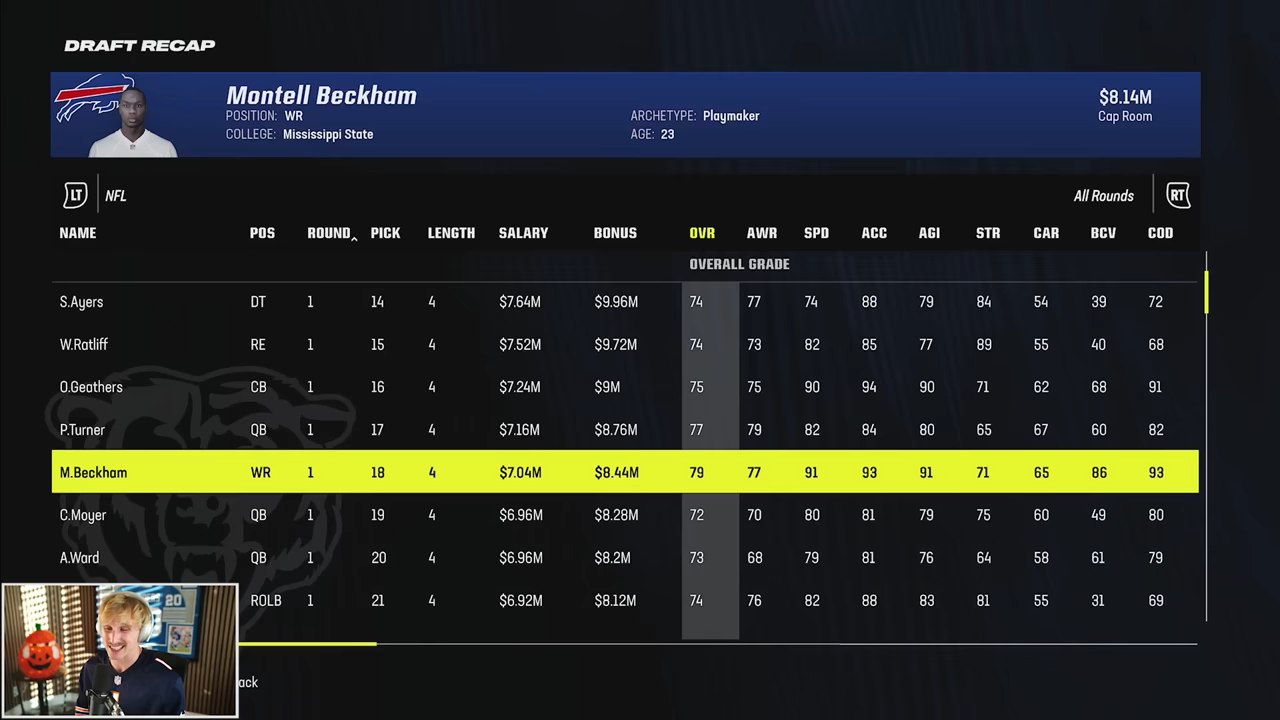 DRAFT RECAP
Montell Beckham
POSITION: WR
COLLEGE: Mississippi State
ARCHETYPE: Playmaker
AGE: 23
$8.14M
Cap Room
LT NFL
All Rounds RT
NAME POS ROUND PICK LENGTH SALARY BONUS OVR AWR SPD ACC AGI STR CAR BCV COD
OVERALL GRADE
S.Ayers DT 1 14 4 $7.64M $9.96M 74 77 74 88 79 84 54 39 72
W.Ratliff RE 1 15 4 $7.52M $9.72M 74 73 82 85 77 89 55 40 68
O.Geathers CB 1 16 4 $7.24M $9M 75 75 90 94 90 71 62 68 91
P.Turner QB 1 17 4 $7.16M $8.76M 77 79 82 84 80 65 67 60 82
M.Beckham WR 1 18 4 $7.04M $8.44M 79 77 91 93 91 71 65 86 93
C.Moyer QB 1 19 4 $6.96M $8.28M 72 70 80 81 79 75 60 49 80
A.Ward QB 1 20 4 $6.96M $8.2M 73 68 79 81 76 64 58 61 79
ROLB 1 21 4 $6.92M $8.12M 74 76 82 88 83 81 55 31 69
20
ack